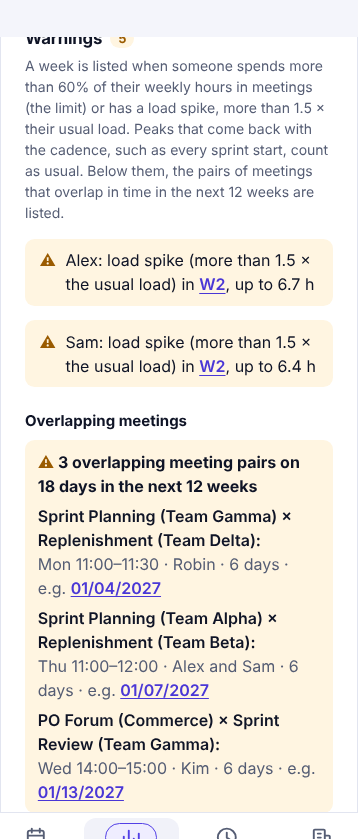 Warnings 5
A week is listed when someone spends more
than 60% of their weekly hours in meetings
(the limit) or has a load spike, more than 1.5 ×
their usual load. Peaks that come back with
the cadence, such as every sprint start, count
as usual. Below them, the pairs of meetings
that overlap in time in the next 12 weeks are
listed.
Alex: load spike (more than 1.5 ×
the usual load) in W2, up to 6.7 h
Sam: load spike (more than 1.5 ×
the usual load) in W2, up to 6.4 h
Overlapping meetings
3 overlapping meeting pairs on
18 days in the next 12 weeks
Sprint Planning (Team Gamma) ×
Replenishment (Team Delta):
Mon 11:00–11:30 · Robin · 6 days ·
e.g. 01/04/2027
Sprint Planning (Team Alpha) ×
Replenishment (Team Beta):
Thu 11:00–12:00 · Alex and Sam · 6
days · e.g. 01/07/2027
PO Forum (Commerce) × Sprint
Review (Team Gamma):
Wed 14:00–15:00 · Kim · 6 days · e.g.
01/13/2027